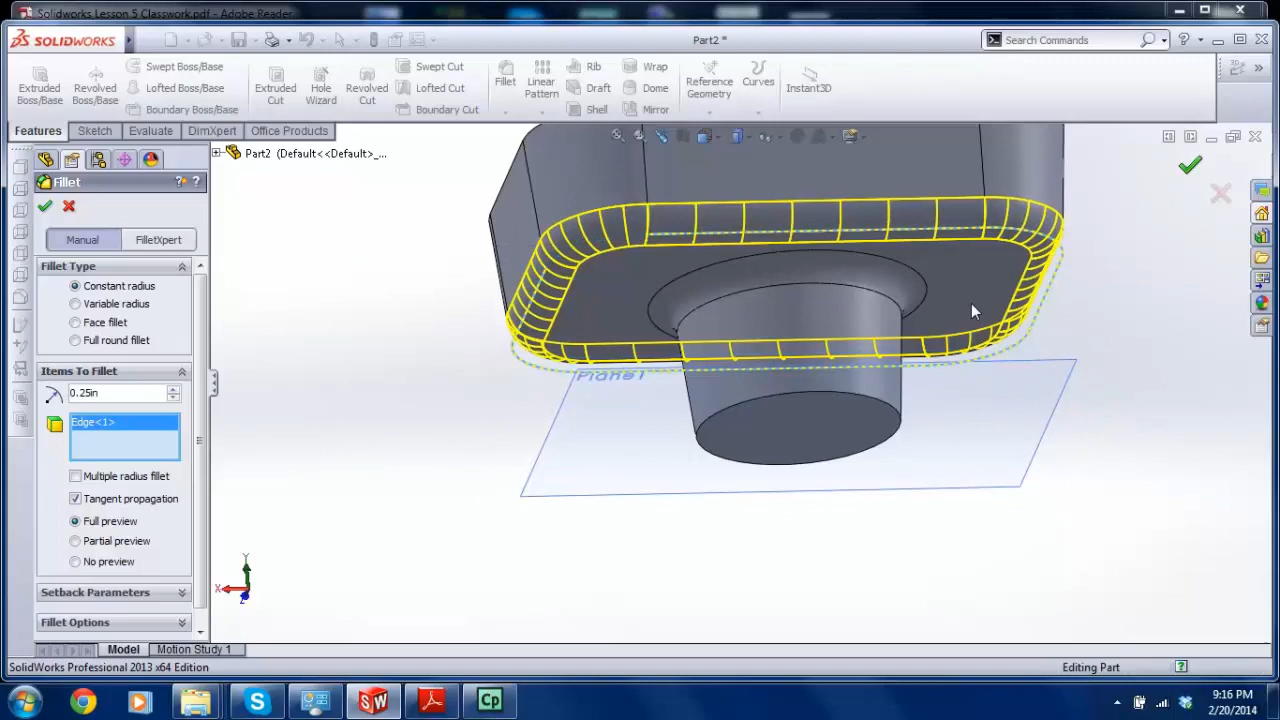 Solidworks Lesson 5 Classwork.pdf - Adobe Reader
SOLIDWORKS
Part2 *
Search Commands
Extruded Boss/Base
Revolved Boss/Base
Swept Boss/Base
Lofted Boss/Base
Boundary Boss/Base
Extruded Cut
Hole Wizard
Revolved Cut
Swept Cut
Lofted Cut
Boundary Cut
Fillet
Linear Pattern
Rib
Draft
Shell
Wrap
Dome
Mirror
Reference Geometry
Curves
Instant3D
3D
Features Sketch Evaluate DimXpert Office Products
Part2 (Default<<Default>_...
Fillet
Manual FilletXpert
Fillet Type
Constant radius
Variable radius
Face fillet
Full round fillet
Items To Fillet
0.25in
Edge<1>
Multiple radius fillet
Tangent propagation
Full preview
Partial preview
No preview
Setback Parameters
Fillet Options
Plane1
Y
X
Z
Model Motion Study 1
SolidWorks Professional 2013 x64 Edition
Editing Part
S
SW
Cp
9:16 PM
2/20/2014